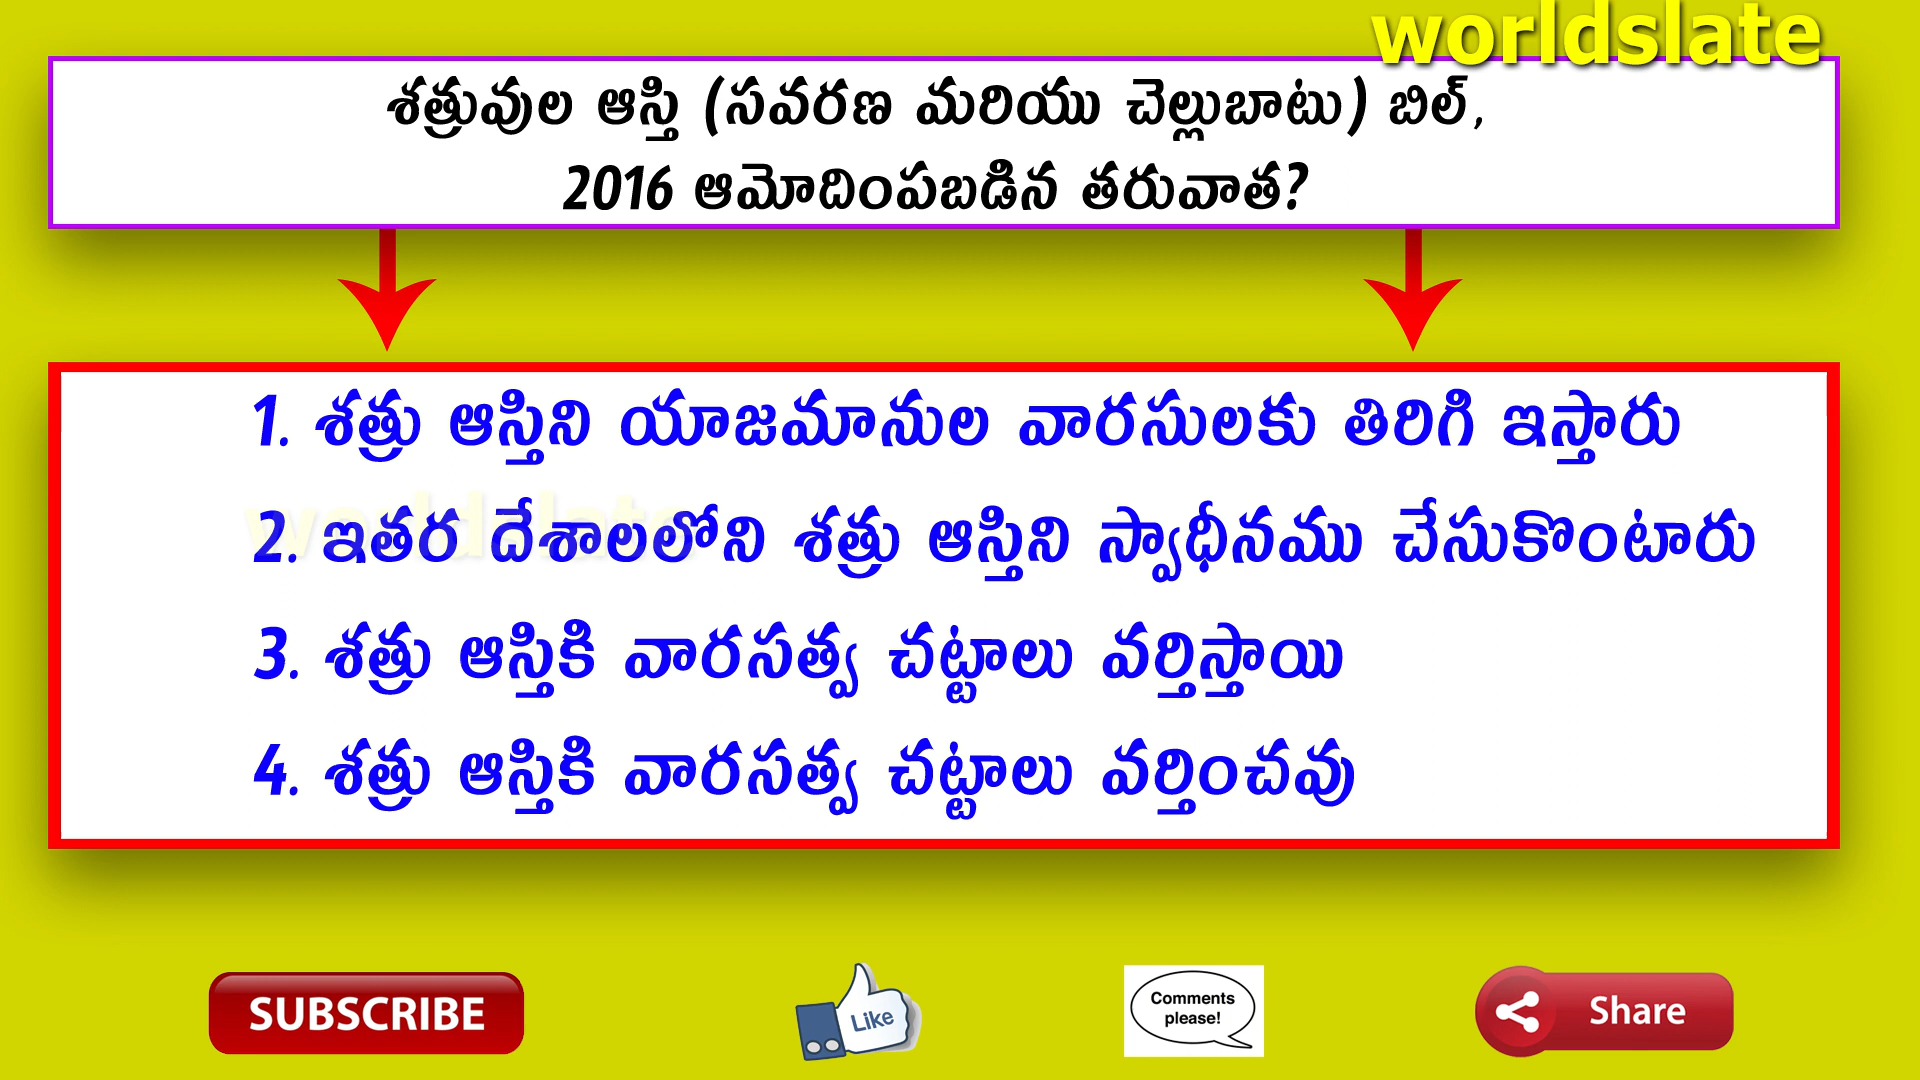 worldslate
శత్రువుల ఆస్తి (సవరణ మరియు చెల్లుబాటు) బిల్,
2016 ఆమోదింపబడిన తరువాత?
1. శత్రు ఆస్తిని యాజమానుల వారసులకు తిరిగి ఇస్తారు
worldslate
2. ఇతర దేశాలలోని శత్రు ఆస్తిని స్వాధీనము చేసుకొంటారు
3. శత్రు ఆస్తికి వారసత్వ చట్టాలు వర్తిస్తాయి
4. శత్రు ఆస్తికి వారసత్వ చట్టాలు వర్తించవు
SUBSCRIBE
Like
Comments
please!
Share